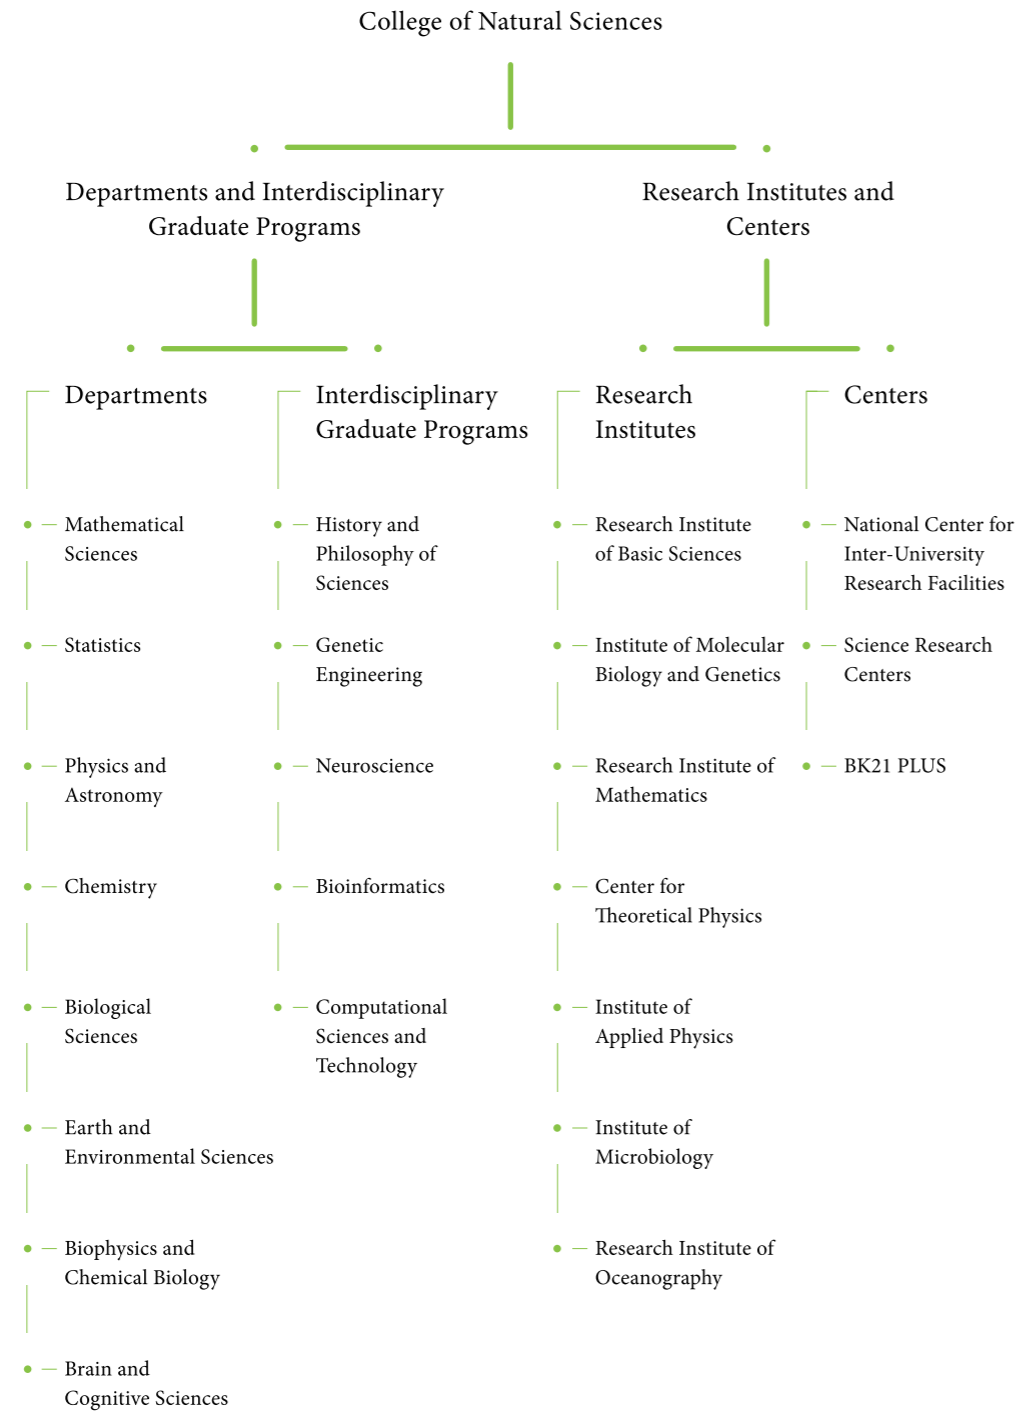 College of Natural Sciences
Departments and Interdisciplinary
Graduate Programs
Research Institutes and
Centers
Departments
Mathematical
Sciences
Statistics
Physics and
Astronomy
Chemistry
Biological
Sciences
Earth and
Environmental Sciences
Biophysics and
Chemical Biology
Brain and
Cognitive Sciences
Interdisciplinary
Graduate Programs
History and
Philosophy of
Sciences
Genetic
Engineering
Neuroscience
Bioinformatics
Computational
Sciences and
Technology
Research
Institutes
Research Institute
of Basic Sciences
Institute of Molecular
Biology and Genetics
Research Institute of
Mathematics
Center for
Theoretical Physics
Institute of
Applied Physics
Institute of
Microbiology
Research Institute of
Oceanography
Centers
National Center for
Inter-University
Research Facilities
Science Research
Centers
BK21 PLUS